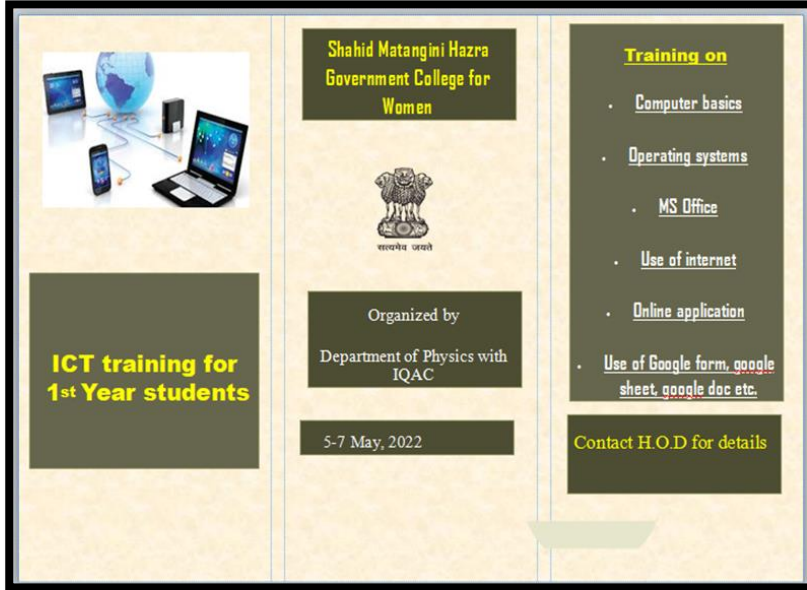 ICT training for
1st Year students
Shahid Matangini Hazra
Government College for
Women
सत्यमेव जयते
Organized by
Department of Physics with
IQAC
5-7 May, 2022
Training on
• Computer basics
• Operating systems
• MS Office
• Use of internet
• Online application
• Use of Google form, google
sheet, google doc etc.
Contact H.O.D for details